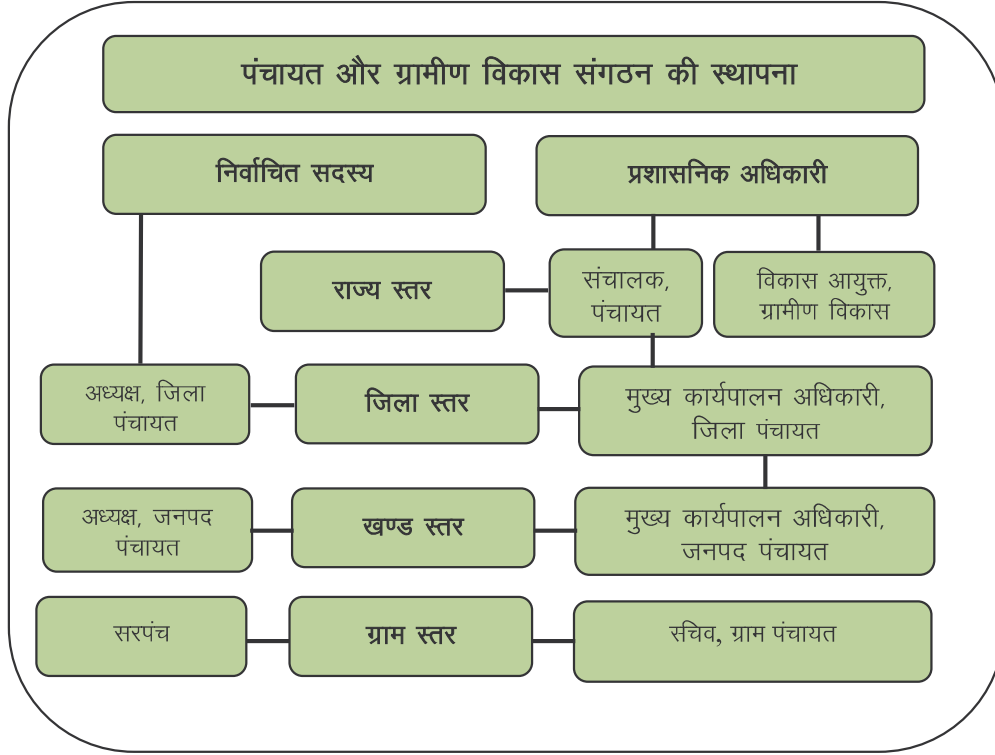 पंचायत और ग्रामीण विकास संगठन की स्थापना
निर्वाचित सदस्य
प्रशासनिक अधिकारी
राज्य स्तर
संचालक,
पंचायत
विकास आयुक्त,
ग्रामीण विकास
अध्यक्ष, जिला
पंचायत
जिला स्तर
मुख्य कार्यपालन अधिकारी,
जिला पंचायत
अध्यक्ष, जनपद
पंचायत
खण्ड स्तर
मुख्य कार्यपालन अधिकारी,
जनपद पंचायत
सरपंच
ग्राम स्तर
सचिव, ग्राम पंचायत